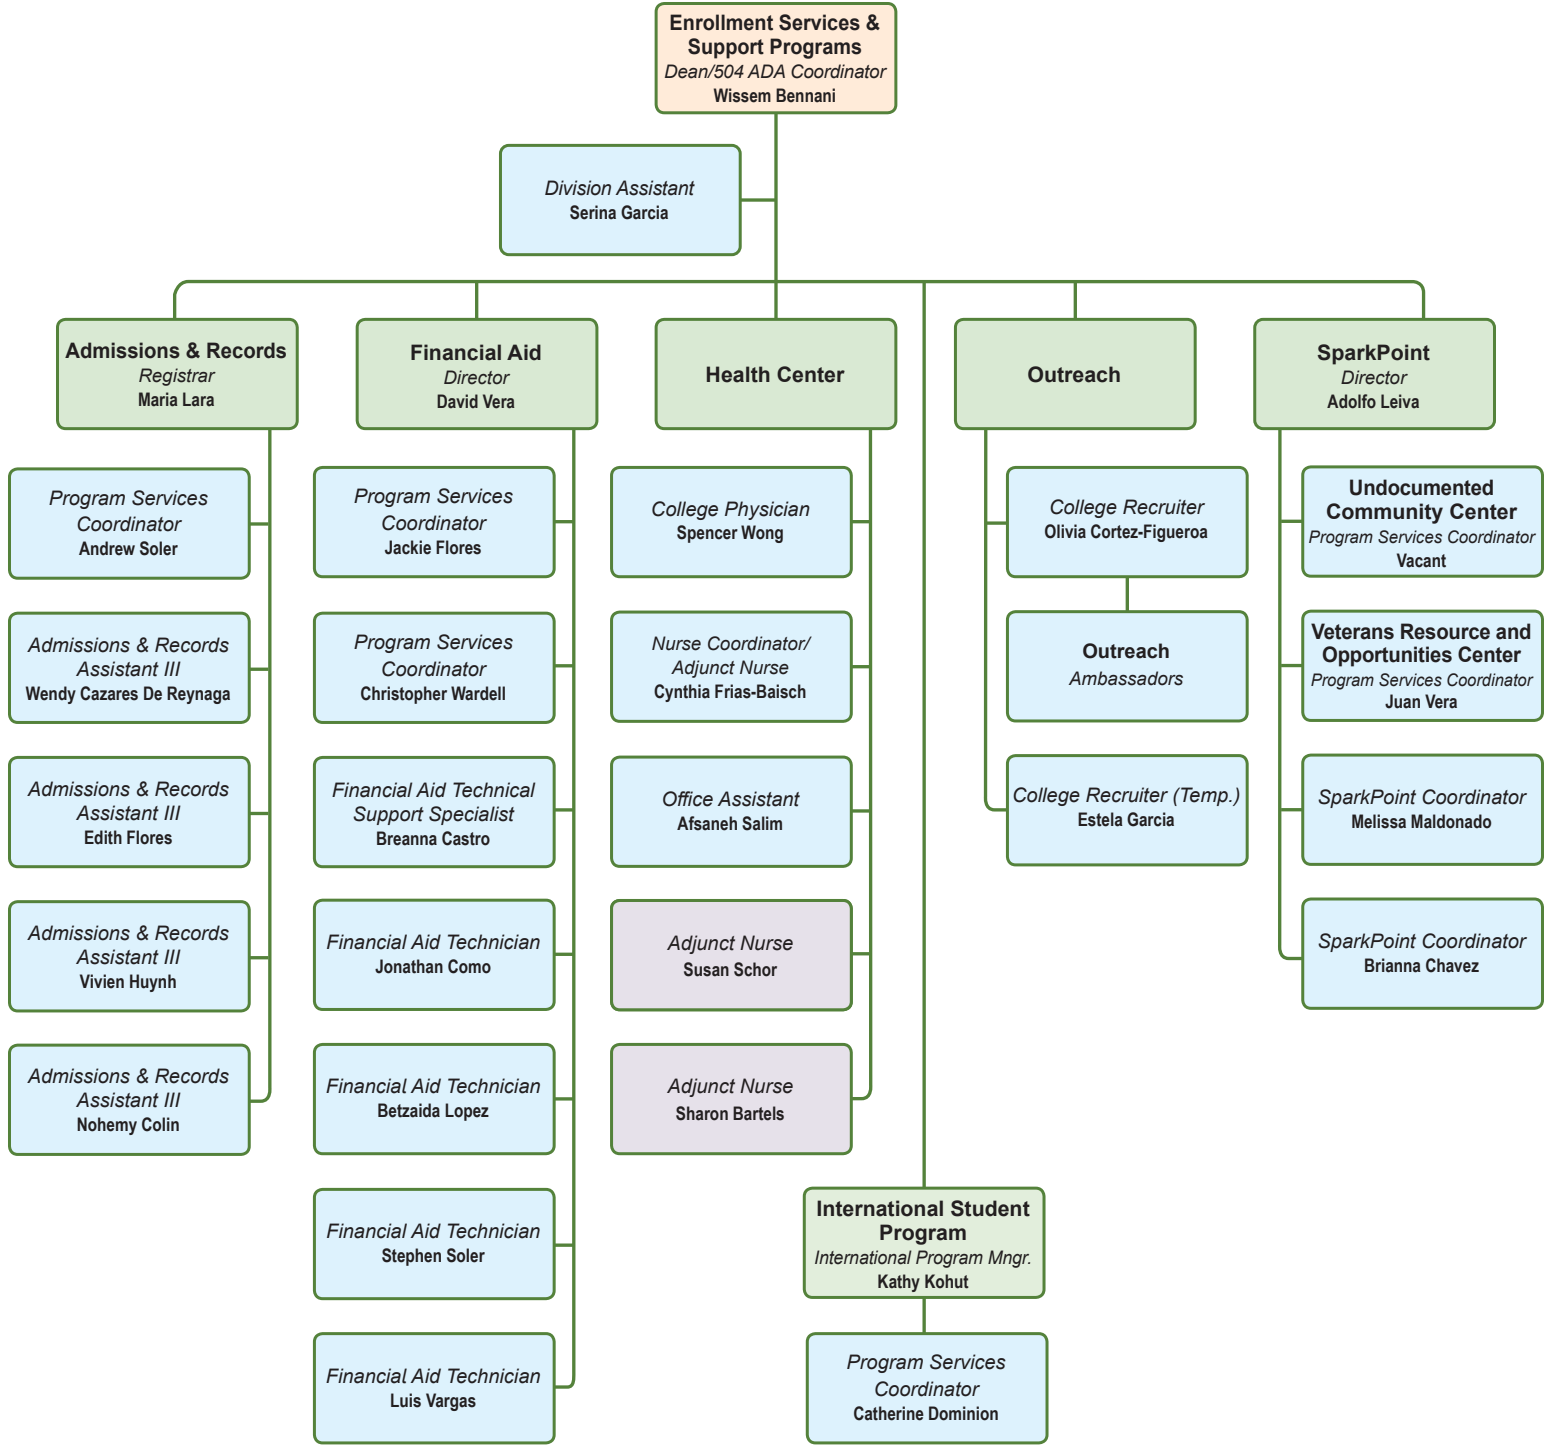 Enrollment Services &
Support Programs
Dean/504 ADA Coordinator
Wissem Bennani
Division Assistant
Serina Garcia
Admissions & Records
Registrar
Maria Lara
Program Services
Coordinator
Andrew Soler
Admissions & Records
Assistant III
Wendy Cazares De Reynaga
Admissions & Records
Assistant III
Edith Flores
Admissions & Records
Assistant III
Vivien Huynh
Admissions & Records
Assistant III
Nohemy Colin
Financial Aid
Director
David Vera
Program Services
Coordinator
Jackie Flores
Program Services
Coordinator
Christopher Wardell
Financial Aid Technical
Support Specialist
Breanna Castro
Financial Aid Technician
Jonathan Como
Financial Aid Technician
Betzaida Lopez
Financial Aid Technician
Stephen Soler
Financial Aid Technician
Luis Vargas
Health Center
College Physician
Spencer Wong
Nurse Coordinator/
Adjunct Nurse
Cynthia Frias-Baisch
Office Assistant
Afsaneh Salim
Adjunct Nurse
Susan Schor
Adjunct Nurse
Sharon Bartels
International Student
Program
International Program Mngr.
Kathy Kohut
Program Services
Coordinator
Catherine Dominion
Outreach
College Recruiter
Olivia Cortez-Figueroa
Outreach
Ambassadors
College Recruiter (Temp.)
Estela Garcia
SparkPoint
Director
Adolfo Leiva
Undocumented
Community Center
Program Services Coordinator
Vacant
Veterans Resource and
Opportunities Center
Program Services Coordinator
Juan Vera
SparkPoint Coordinator
Melissa Maldonado
SparkPoint Coordinator
Brianna Chavez